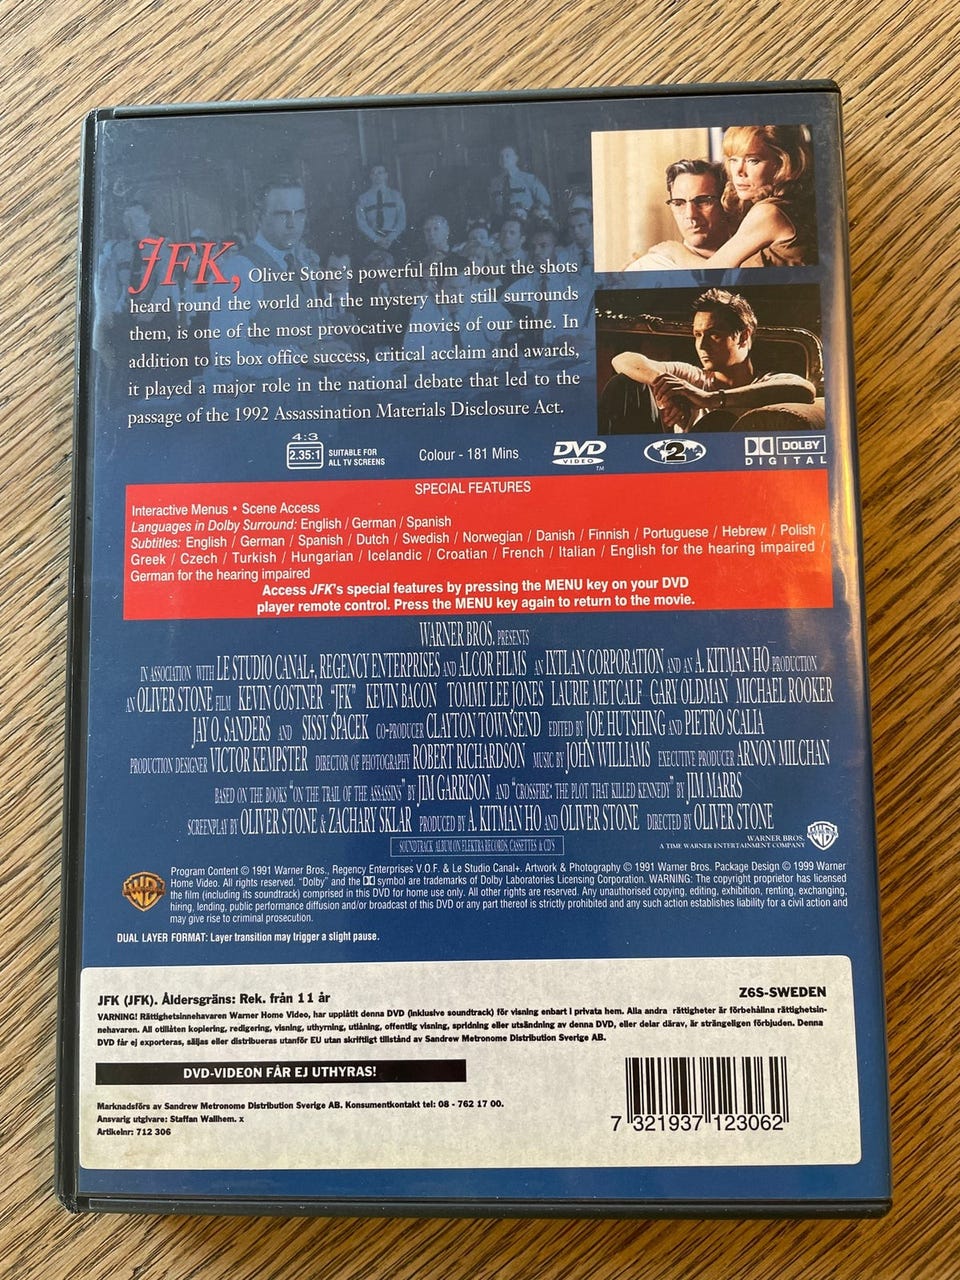 JFK, Oliver Stone's powerful film about the shots
heard round the world and the mystery that still surrounds
them, is one of the most provocative movies of our time. In
addition to its box office success, critical acclaim and awards,
it played a major role in the national debate that led to the
passage of the 1992 Assassination Materials Disclosure Act.
4:3
2.35:1 SUITABLE FOR
ALL TV SCREENS
Colour - 181 Mins
DVD
VIDEO
TM
2
DOLBY
DIGITAL
SPECIAL FEATURES
Interactive Menus • Scene Access
Languages in Dolby Surround: English / German / Spanish
Subtitles: English / German / Spanish / Dutch / Swedish / Norwegian / Danish / Finnish / Portuguese / Hebrew / Polish /
Greek / Czech / Turkish / Hungarian / Icelandic / Croatian / French / Italian / English for the hearing impaired /
German for the hearing impaired
Access JFK's special features by pressing the MENU key on your DVD
player remote control. Press the MENU key again to return to the movie.
WARNER BROS. PRESENTS
IN ASSOCIATION WITH LE STUDIO CANAL+, REGENCY ENTERPRISES AND ALCOR FILMS AN IXTLAN CORPORATION AND AN A. KITMAN HO PRODUCTION
AN OLIVER STONE FILM KEVIN COSTNER "JFK" KEVIN BACON TOMMY LEE JONES LAURIE METCALF GARY OLDMAN MICHAEL ROOKER
JAY O. SANDERS AND SISSY SPACEK CO-PRODUCER CLAYTON TOWNSEND EDITED BY JOE HUTSHING AND PIETRO SCALIA
PRODUCTION DESIGNER VICTOR KEMPSTER DIRECTOR OF PHOTOGRAPHY ROBERT RICHARDSON MUSIC BY JOHN WILLIAMS EXECUTIVE PRODUCER ARNON MILCHAN
BASED ON THE BOOKS "ON THE TRAIL OF THE ASSASSINS" BY JIM GARRISON AND "CROSSFIRE: THE PLOT THAT KILLED KENNEDY" BY JIM MARRS
SCREENPLAY BY OLIVER STONE & ZACHARY SKLAR PRODUCED BY A. KITMAN HO AND OLIVER STONE DIRECTED BY OLIVER STONE
SOUNDTRACK ALBUM ON ELEKTRA RECORDS, CASSETTES & CD'S
WARNER BROS.
A TIME WARNER ENTERTAINMENT COMPANY
Program Content © 1991 Warner Bros., Regency Enterprises V.O.F. & Le Studio Canal+. Artwork & Photography © 1991 Warner Bros. Package Design © 1999 Warner
Home Video. All rights reserved. "Dolby" and the symbol are trademarks of Dolby Laboratories Licensing Corporation. WARNING: The copyright proprietor has licensed
the film (including its soundtrack) comprised in this DVD for home use only. All other rights are reserved. Any unauthorised copying, editing, exhibition, renting, exchanging,
hiring, lending, public performance diffusion and/or broadcast of this DVD or any part thereof is strictly prohibited and any such action establishes liability for a civil action and
may give rise to criminal prosecution.
DUAL LAYER FORMAT: Layer transition may trigger a slight pause.
JFK (JFK). Åldersgräns: Rek. från 11 år
Z6S-SWEDEN
VARNING! Rättighetsinnehavaren Warner Home Video, har upplåtit denna DVD (inklusive soundtrack) för visning enbart i privata hem. Alla andra rättigheter är förbehållna rättighetsin-
nehavaren. All otillåten kopiering, redigering, visning, uthyrning, utlåning, offentlig visning, spridning eller utsändning av denna DVD, eller delar därav, är strängeligen förbjuden. Denna
DVD får ej exporteras, säljas eller distribueras utanför EU utan skriftligt tillstånd av Sandrew Metronome Distribution Sverige AB.
DVD-VIDEON FÅR EJ UTHYRAS!
Marknadsförs av Sandrew Metronome Distribution Sverige AB. Konsumentkontakt tel: 08 - 762 17 00.
Ansvarig utgivare: Staffan Wallhem. x
Artikelnr: 712 306
7 321937 123062